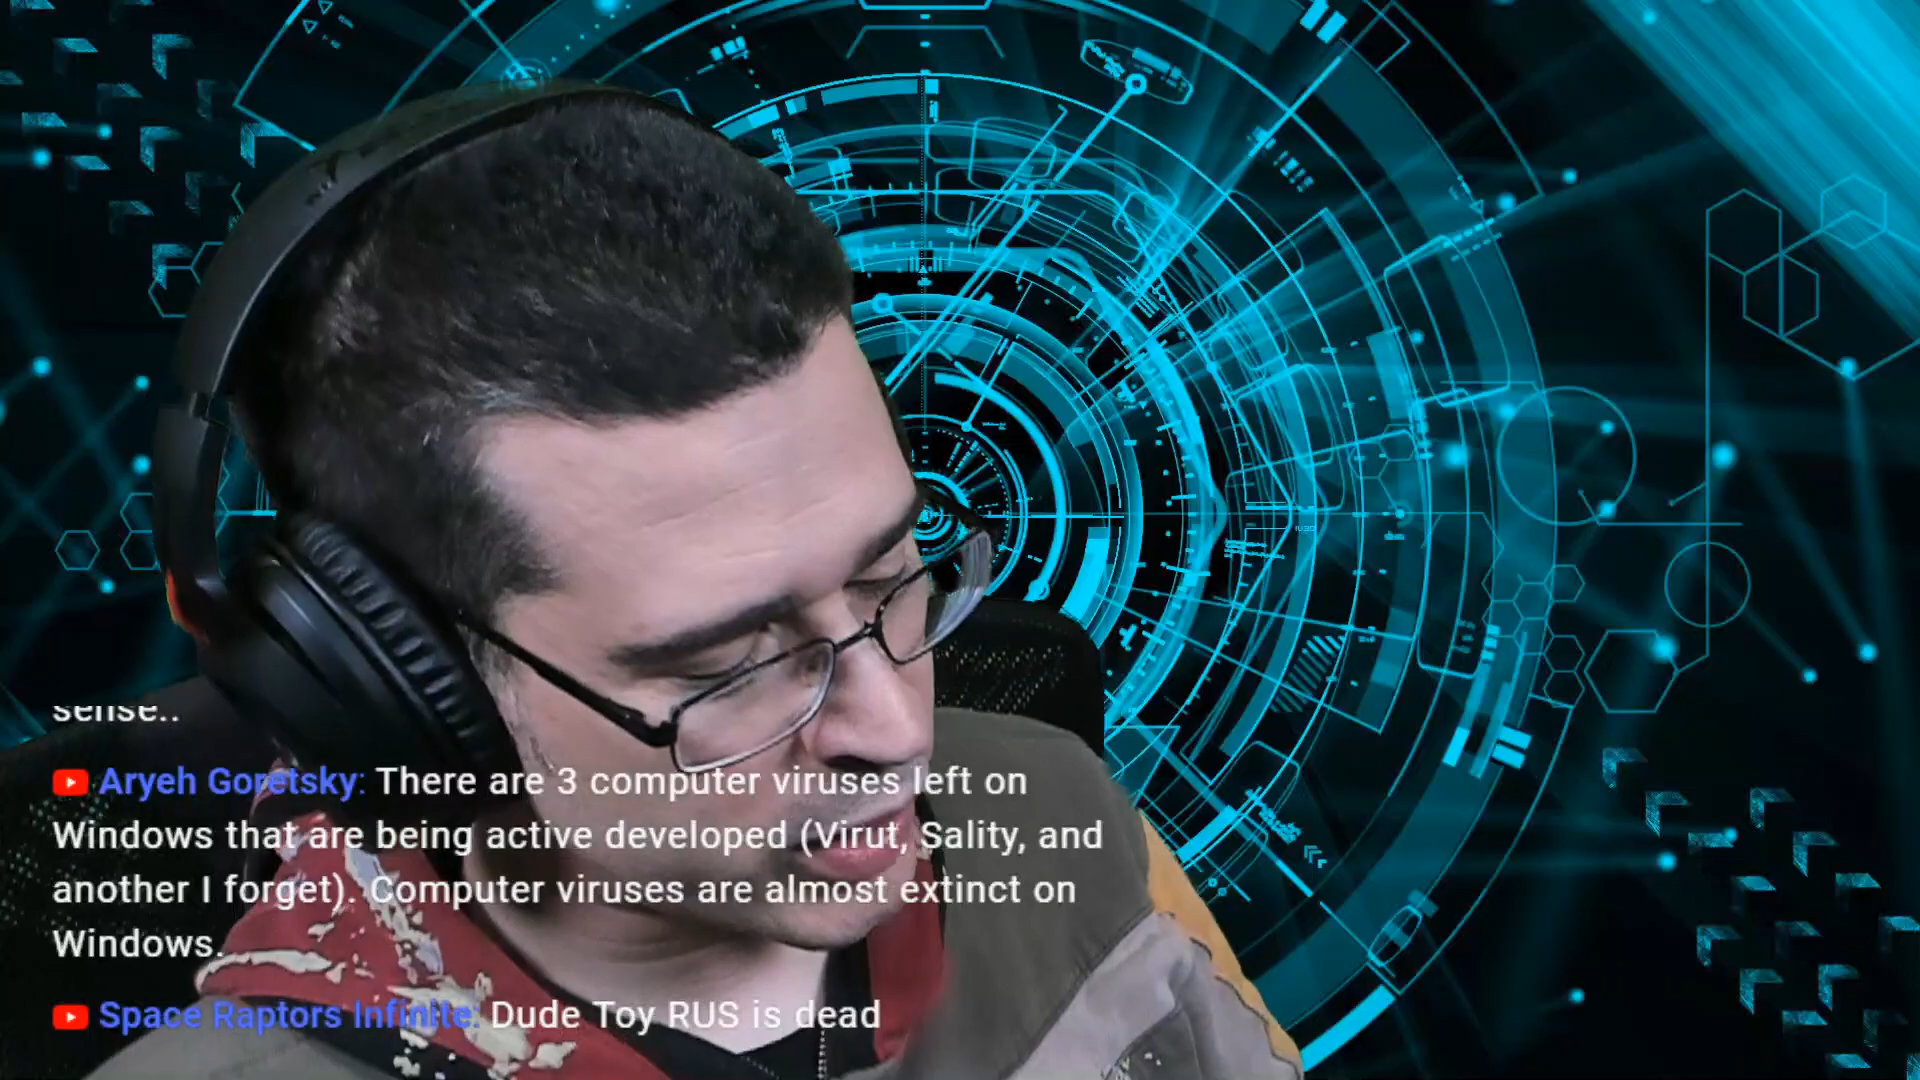 sense..
Aryeh Goretsky: There are 3 computer viruses left on
Windows that are being active developed (Virut, Sality, and
another I forget). Computer viruses are almost extinct on
Windows.
Space Raptors Infinite: Dude Toy RUS is dead